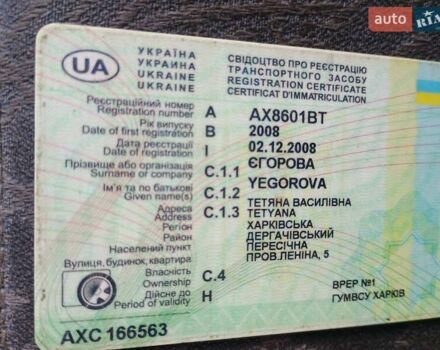 auto RIA
UA
УКРАЇНА
УКРАИНА
UKRAINE
UKRAINE
СВІДОЦТВО ПРО РЕЄСТРАЦІЮ
ТРАНСПОРТНОГО ЗАСОБУ
REGISTRATION CERTIFICATE
CERTIFICAT D'IMMATRICULATION
Реєстраційний номер
Registration number A AX8601BT
Рік випуску
Date of first registration B 2008
Дата реєстрації I 02.12.2008
Прізвище або організація ЄГОРОВА
Surname or company C.1.1 YEGOROVA
Ім'я та по батькові
Given name(s) C.1.2 ТЕТЯНА ВАСИЛІВНА
Адреса C.1.3 TETYANA
Address ХАРКІВСЬКА
Регіон ДЕРГАЧІВСЬКИЙ
Район ПЕРЕСІЧНА
Населений пункт ПРОВ.ЛЕНІНА, 5
Вулиця, будинок, квартира
Власність C.4
Ownership
Дійсне до H ВРЕР №1
Period of validity ГУМВСУ ХАРКІВ
AXC 166563